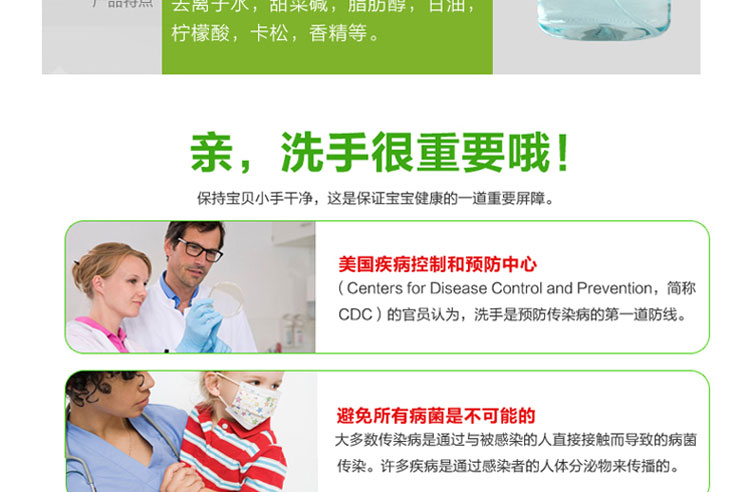 产品特点
去离子水，甜菜碱，脂肪醇，甘油，
柠檬酸，卡松，香精等。
亲，洗手很重要哦！
保持宝贝小手干净，这是保证宝宝健康的一道重要屏障。
美国疾病控制和预防中心
（Centers for Disease Control and Prevention，简称
CDC）的官员认为，洗手是预防传染病的第一道防线。
避免所有病菌是不可能的
大多数传染病是通过与被感染的人直接接触而导致的病菌
传染。许多疾病是通过感染者的人体分泌物来传播的。